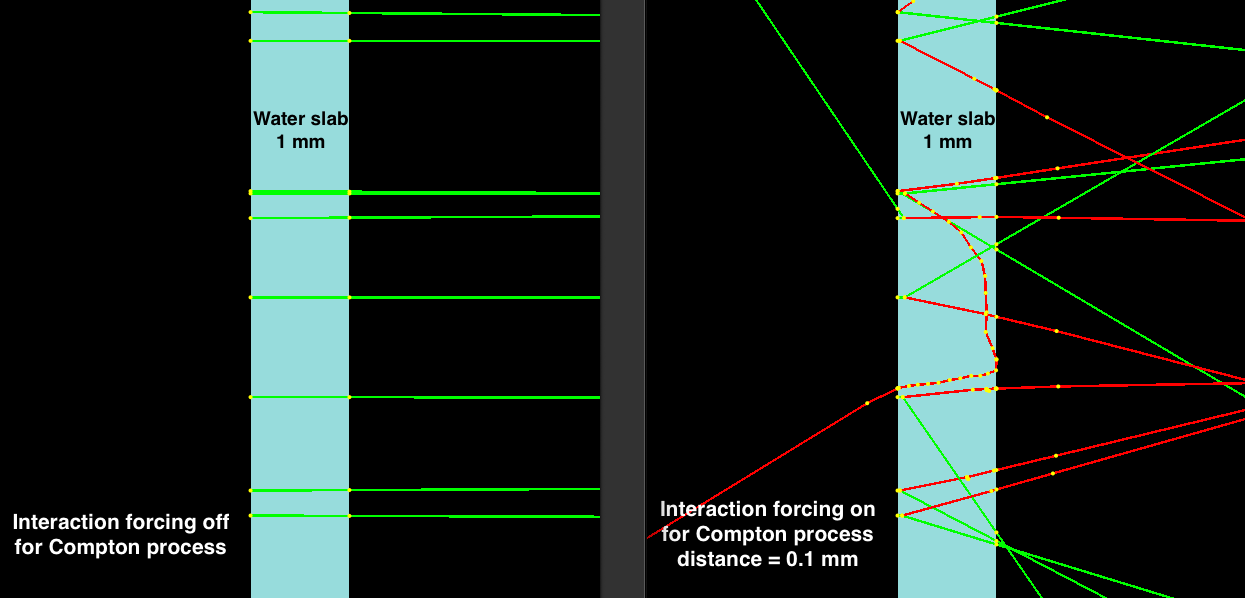 Water slab
1 mm
Interaction forcing off
for Compton process
Water slab
1 mm
Interaction forcing on
for Compton process
distance = 0.1 mm